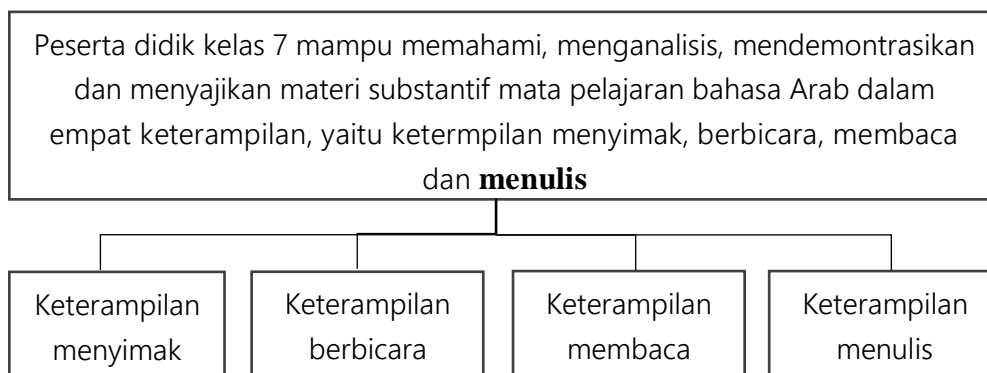 Peserta didik kelas 7 mampu memahami, menganalisis, mendemontrasikan
dan menyajikan materi substantif mata pelajaran bahasa Arab dalam
empat keterampilan, yaitu ketermpilan menyimak, berbicara, membaca
dan menulis
Keterampilan
menyimak
Keterampilan
berbicara
Keterampilan
membaca
Keterampilan
menulis